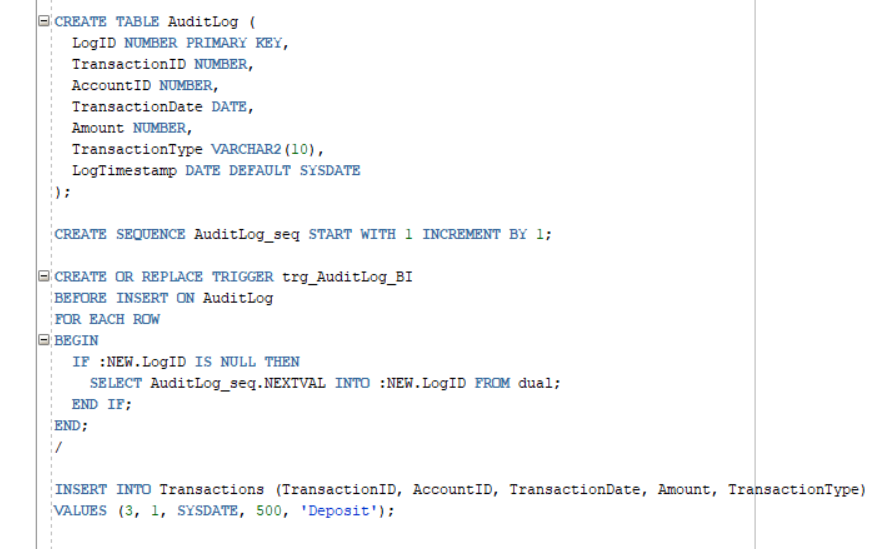 CREATE TABLE AuditLog (
LogID NUMBER PRIMARY KEY,
TransactionID NUMBER,
AccountID NUMBER,
TransactionDate DATE,
Amount NUMBER,
TransactionType VARCHAR2(10),
LogTimestamp DATE DEFAULT SYSDATE
);
CREATE SEQUENCE AuditLog_seq START WITH 1 INCREMENT BY 1;
CREATE OR REPLACE TRIGGER trg_AuditLog_BI
BEFORE INSERT ON AuditLog
FOR EACH ROW
BEGIN
IF :NEW.LogID IS NULL THEN
SELECT AuditLog_seq.NEXTVAL INTO :NEW.LogID FROM dual;
END IF;
END;
/
INSERT INTO Transactions (TransactionID, AccountID, TransactionDate, Amount, TransactionType)
VALUES (3, 1, SYSDATE, 500, 'Deposit');